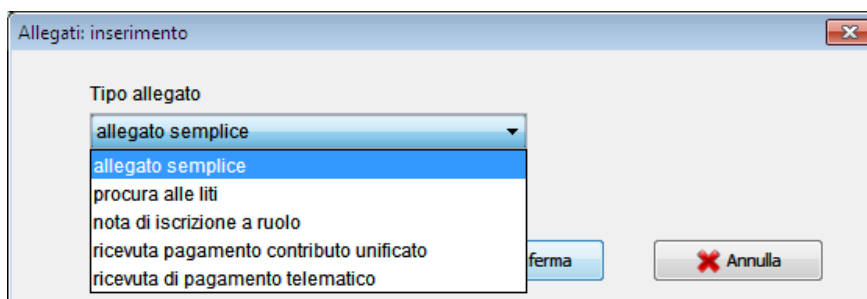 Allegati: inserimento
Tipo allegato
allegato semplice
allegato semplice
procura alle liti
nota di iscrizione a ruolo
ricevuta pagamento contributo unificato
ricevuta di pagamento telematico
ferma
Annulla